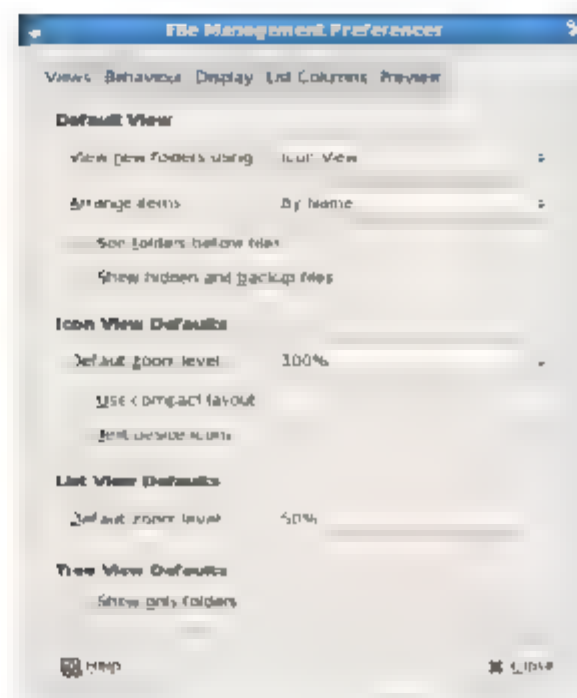 File Management Preferences
Views Behaviour Display List Columns Preview
Default View
View new folders using Icon View
Arrange items By Name
Sort folders before files
Show hidden and backup files
Icon View Defaults
Default zoom level 100%
Use compact layout
Text beside icons
List View Defaults
Default zoom level 50%
Tree View Defaults
Show only folders
Help Close